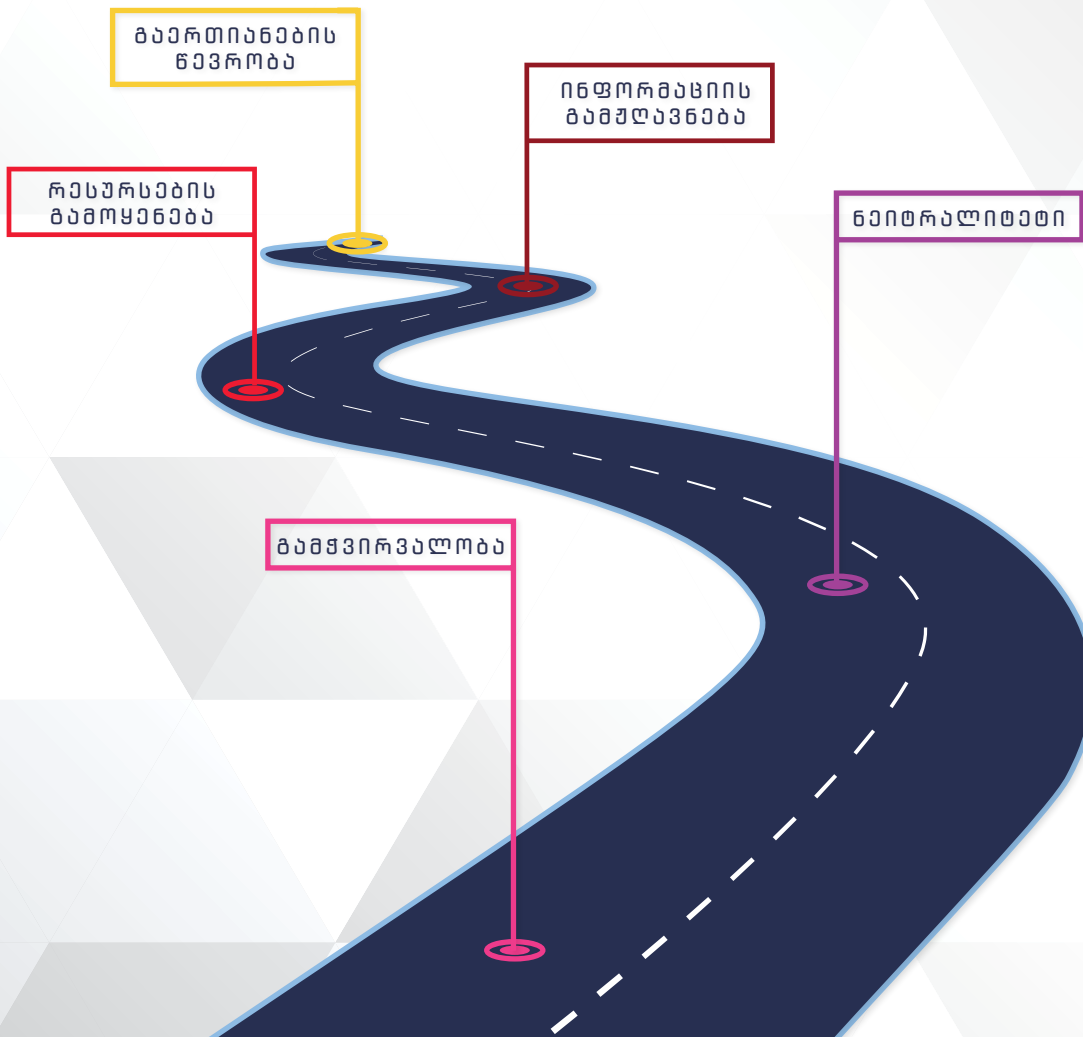 გაერთიანების
წევრობა
ინფორმაციის
გამჟღავნება
რესურსების
გამოყენება
ნეიტრალიტეტი
გამჭვირვალობა